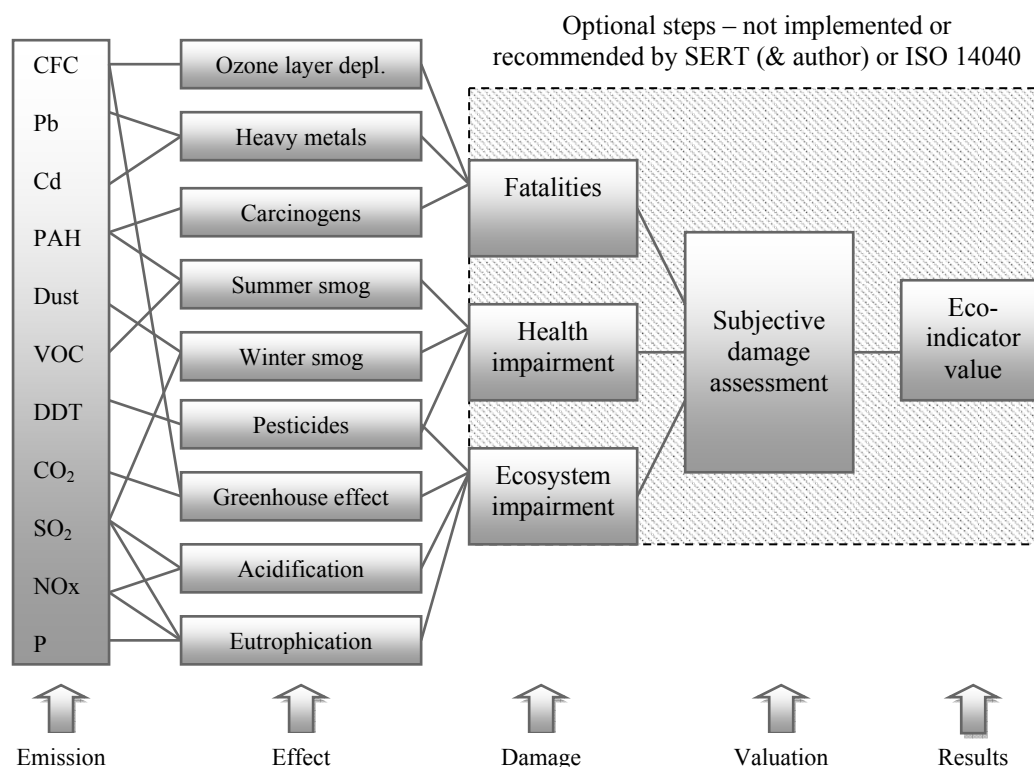 Optional steps – not implemented or
recommended by SERT (& author) or ISO 14040
CFC
Pb
Cd
PAH
Dust
VOC
DDT
CO₂
SO₂
NOx
P
Ozone layer depl.
Heavy metals
Carcinogens
Summer smog
Winter smog
Pesticides
Greenhouse effect
Acidification
Eutrophication
Fatalities
Health
impairment
Ecosystem
impairment
Subjective
damage
assessment
Eco-
indicator
value
Emission
Effect
Damage
Valuation
Results